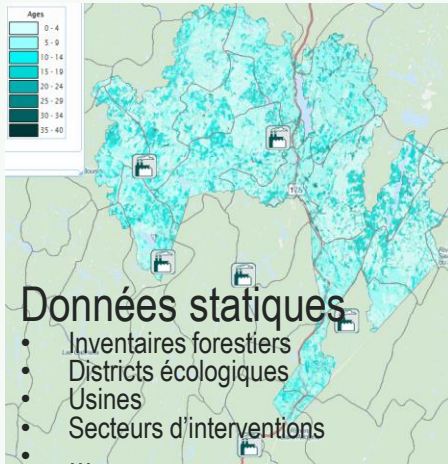 Ages
0 - 4
5 - 9
10 - 14
15 - 19
20 - 24
25 - 29
30 - 34
35 - 40
175
Données statiques
• Inventaires forestiers
• Districts écologiques
• Usines
• Secteurs d'interventions
• ...